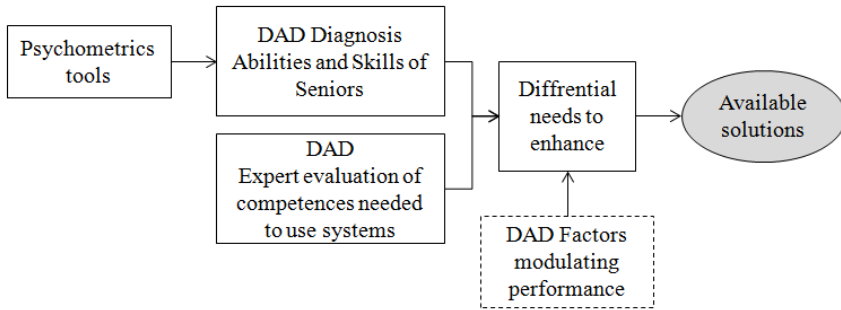 Psychometrics
tools
DAD Diagnosis
Abilities and Skills of
Seniors
DAD
Expert evaluation of
competences needed
to use systems
Diffrential
needs to
enhance
DAD Factors
modulating
performance
Available
solutions